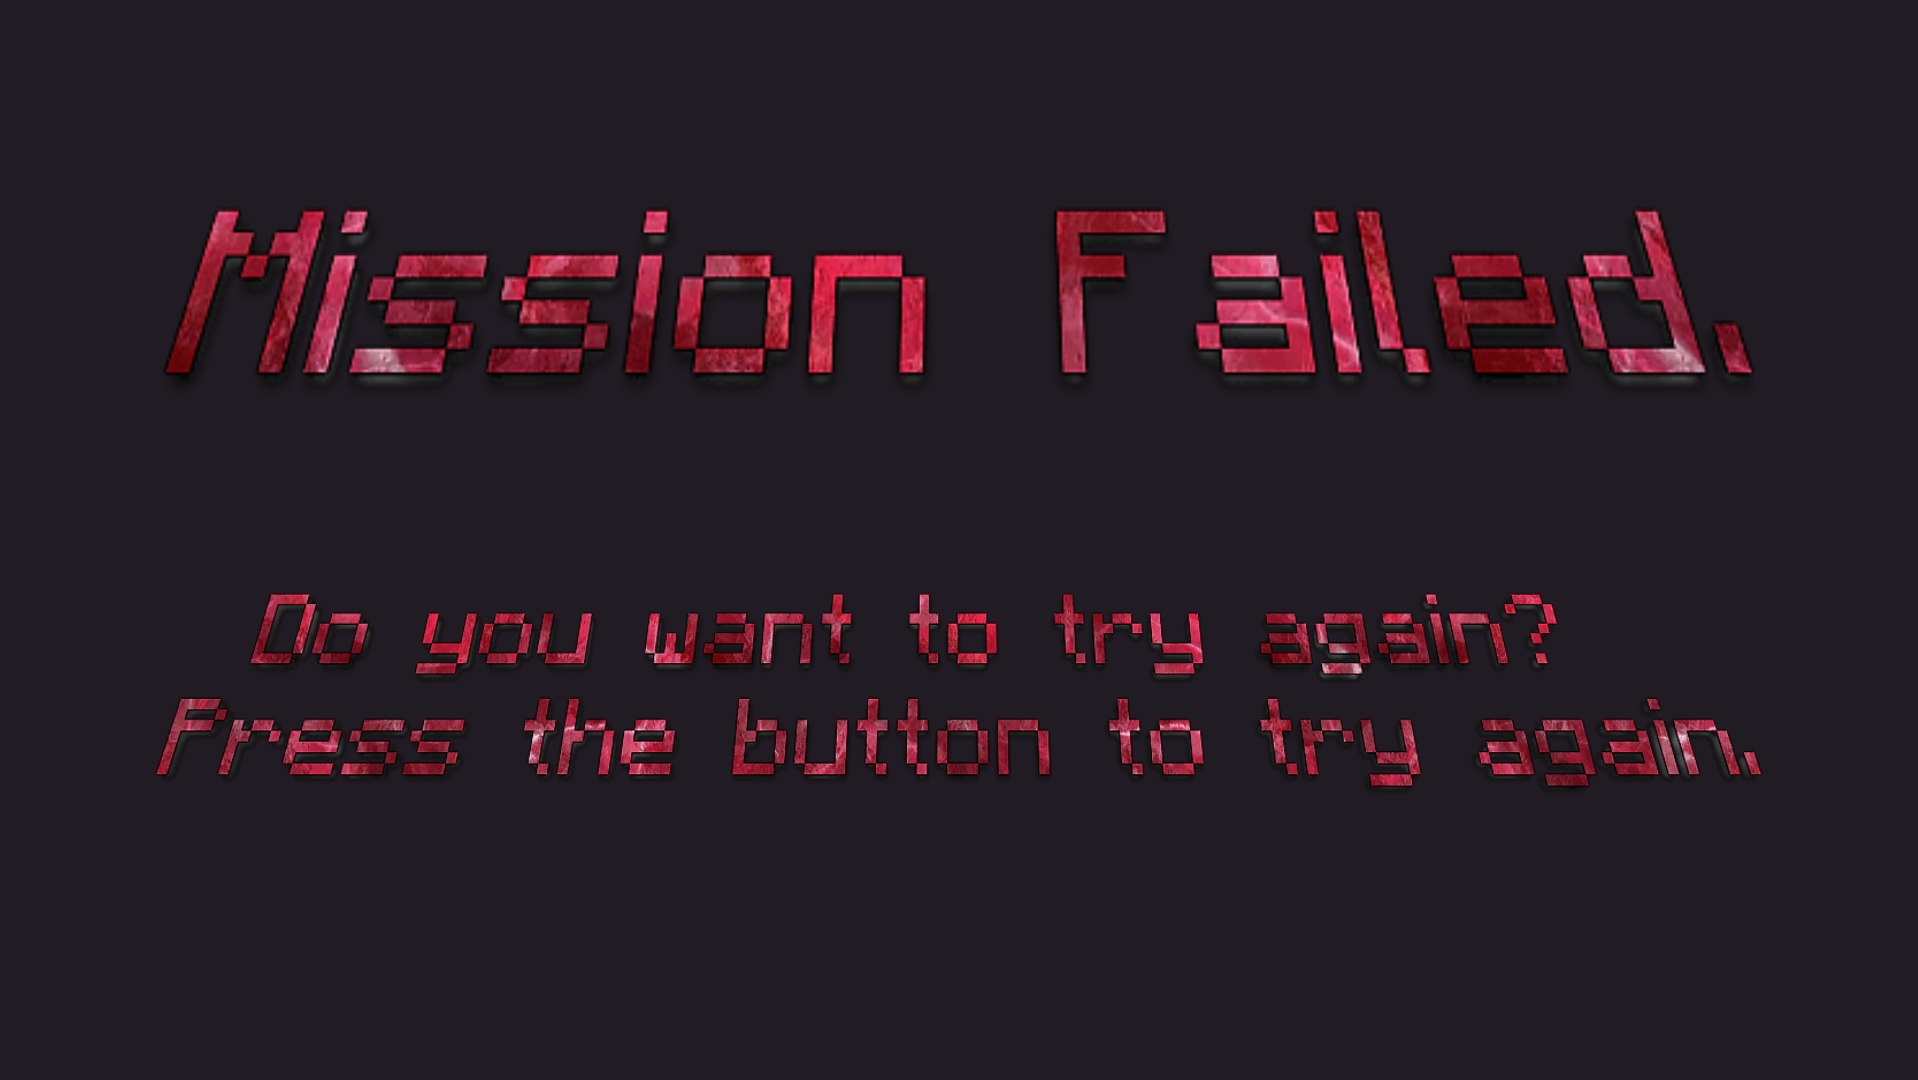 Mission Failed.
Do you want to try again?
Press the button to try again.